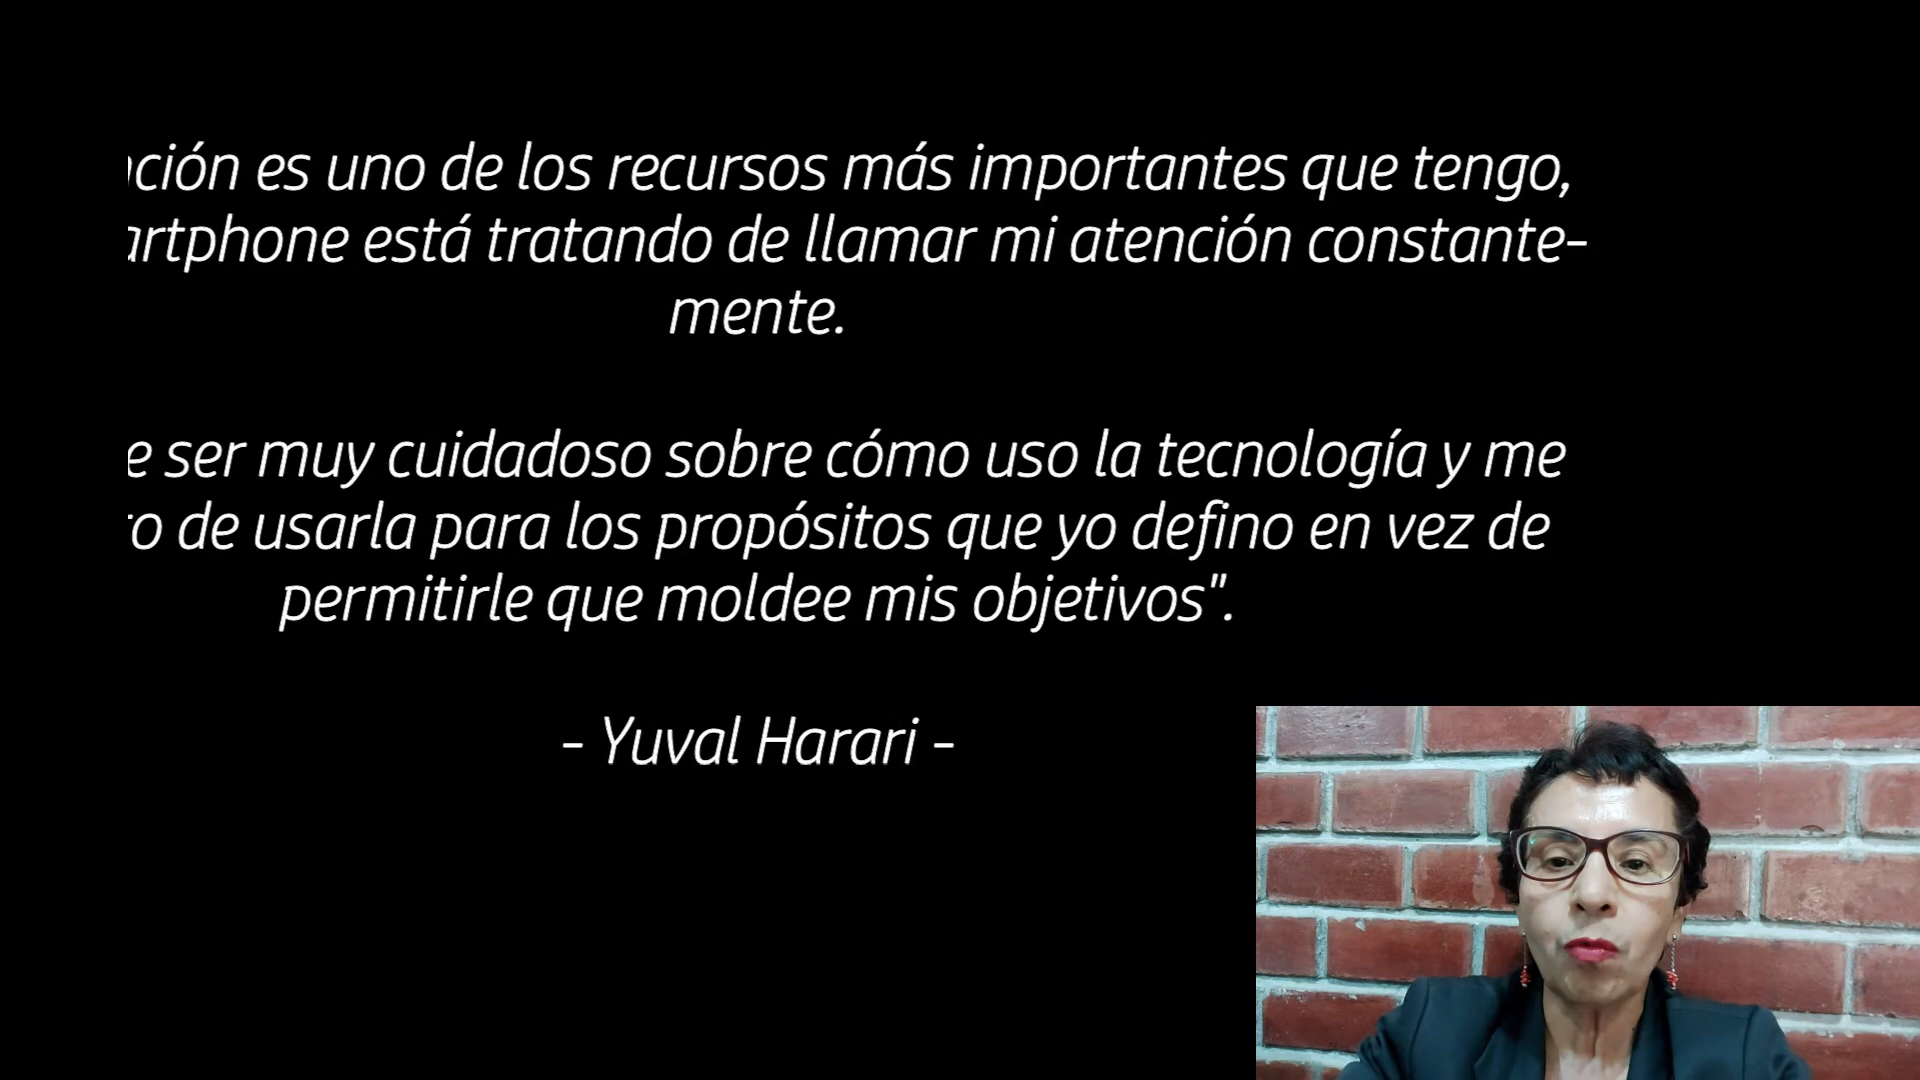 es uno de los recursos más importantes que tengo,
está tratando de llamar mi atención constante-
mente.
ser muy cuidadoso sobre cómo uso la tecnología y me
de usarla para los propósitos que yo defino en vez de
permitirle que moldee mis objetivos".
- Yuval Harari -